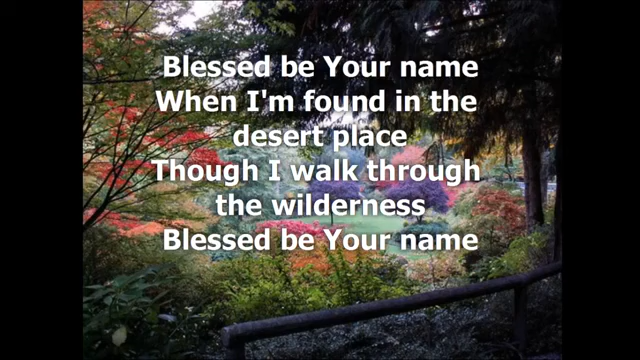 Blessed be Your name
When I'm found in the
desert place
Though I walk through
the wilderness
Blessed be Your name